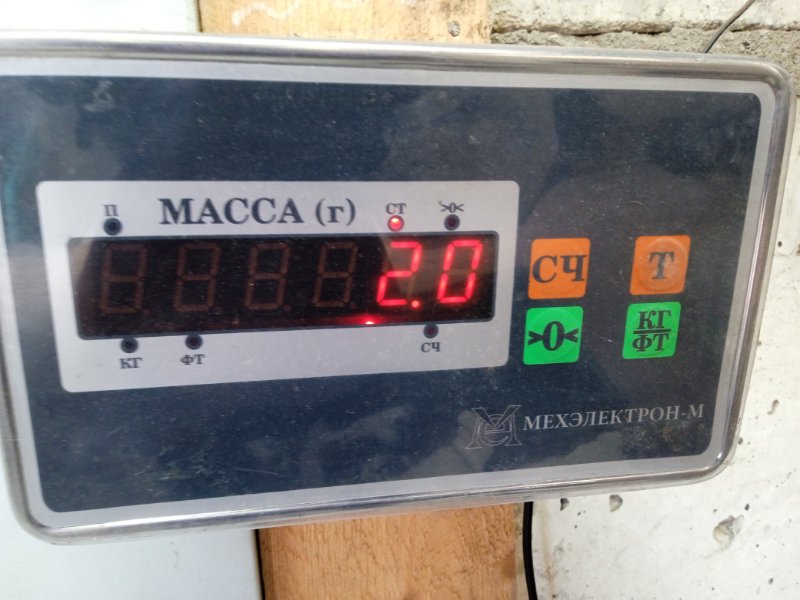 П МАССА (г) СТ >0<
2.0
КГ ФТ СЧ
СЧ Т
>0< КГ/ФТ
МЕХЭЛЕКТРОН-М